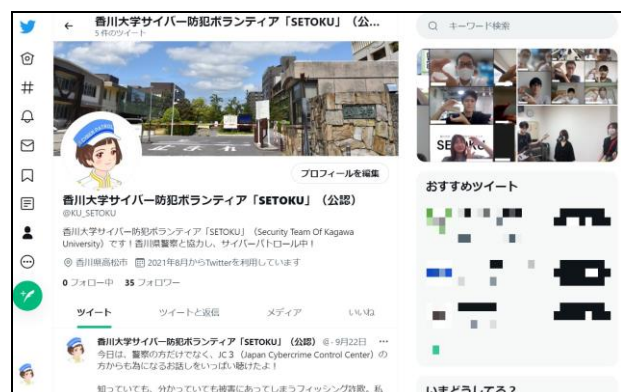 香川大学サイバー防犯ボランティア「SETOKU」（公...
5 件のツイート
キーワード検索
プロフィールを編集
香川大学サイバー防犯ボランティア「SETOKU」（公認）
@KU_SETOKU
香川大学サイバー防犯ボランティア「SETOKU」（Security Team Of Kagawa
University）です！香川県警察と協力し、サイバーパトロール中！
香川県高松市 2021年8月からTwitterを利用しています
0 フォロー中 35 フォロワー
ツイート ツイートと返信 メディア いいね
香川大学サイバー防犯ボランティア「SETOKU」（公認） @ - 9月22日
今日は、警察の方だけでなく、JC３（Japan Cybercrime Control Center）の
方からも為になるお話しをいっぱい聴けたよ！
知っていても、分かっていても被害にあってしまうフィッシング詐欺。私
おすすめツイート
いまどうしてる？